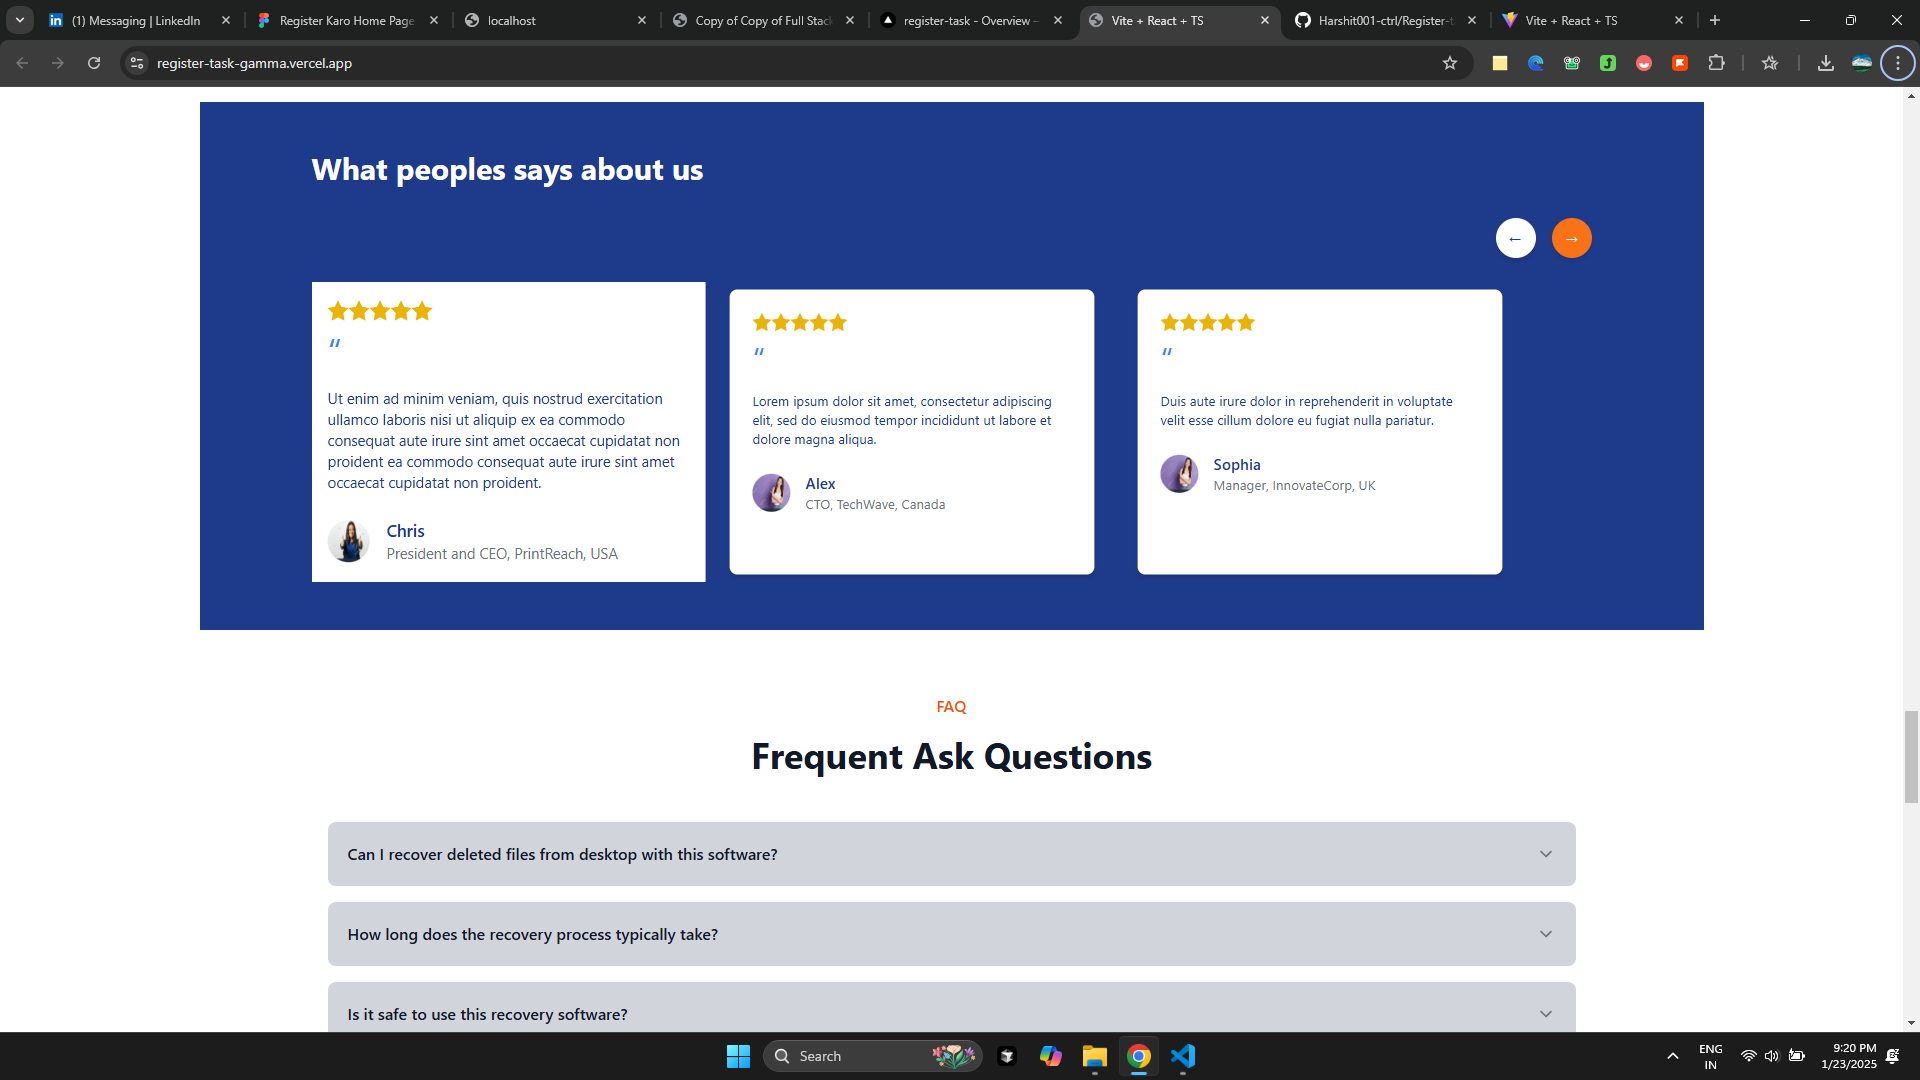 (1) Messaging | LinkedIn
Register Karo Home Page
localhost
Copy of Copy of Full Stack
register-task - Overview –
Vite + React + TS
Harshit001-ctrl/Register-t
Vite + React + TS
register-task-gamma.vercel.app
What peoples says about us
← →
“
Ut enim ad minim veniam, quis nostrud exercitation
ullamco laboris nisi ut aliquip ex ea commodo
consequat aute irure sint amet occaecat cupidatat non
proident ea commodo consequat aute irure sint amet
occaecat cupidatat non proident.
Chris
President and CEO, PrintReach, USA
“
Lorem ipsum dolor sit amet, consectetur adipiscing
elit, sed do eiusmod tempor incididunt ut labore et
dolore magna aliqua.
Alex
CTO, TechWave, Canada
“
Duis aute irure dolor in reprehenderit in voluptate
velit esse cillum dolore eu fugiat nulla pariatur.
Sophia
Manager, InnovateCorp, UK
FAQ
Frequent Ask Questions
Can I recover deleted files from desktop with this software?
How long does the recovery process typically take?
Is it safe to use this recovery software?
Search
ENG
IN
9:20 PM
1/23/2025